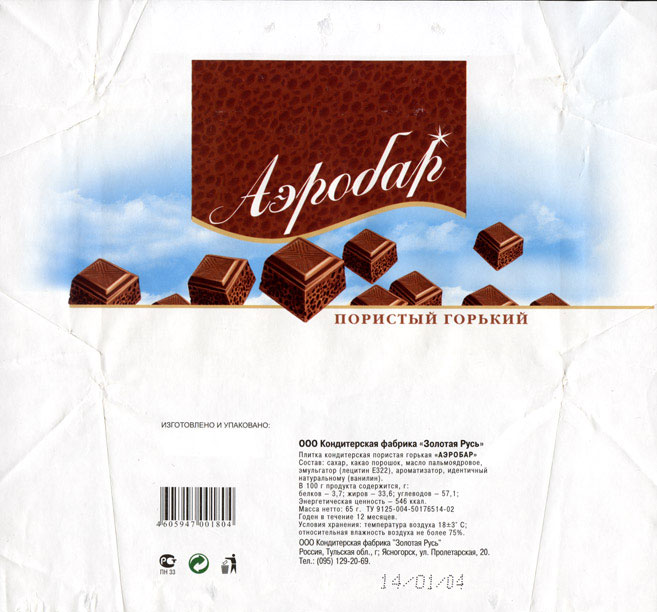 Аэробар
ПОРИСТЫЙ ГОРЬКИЙ
ИЗГОТОВЛЕНО И УПАКОВАНО:
ООО Кондитерская фабрика «Золотая Русь»
Плитка кондитерская пористая горькая «АЭРОБАР»
Состав: сахар, какао порошок, масло пальмоядровое,
эмульгатор (лецитин Е322), ароматизатор, идентичный
натуральному (ванилин).
В 100 г продукта содержится, г:
белков – 3,7; жиров – 33,6; углеводов – 57,1;
Энергетическая ценность – 546 ккал.
Масса нетто: 65 г. ТУ 9125-004-50176514-02
Годен в течение 12 месяцев.
Условия хранения: температура воздуха 18±3° С;
относительная влажность воздуха не более 75%.
ООО Кондитерская фабрика "Золотая Русь"
Россия, Тульская обл., г; Ясногорск, ул. Пролетарская, 20.
Тел.: (095) 129-20-69.
4 605947 001804
РСТ
ПН 33
14/01/04